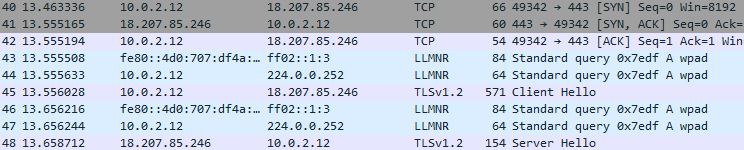 40 13.463336 10.0.2.12 18.207.85.246 TCP 66 49342 → 443 [SYN] Seq=0 Win=8192
41 13.555165 18.207.85.246 10.0.2.12 TCP 60 443 → 49342 [SYN, ACK] Seq=0 Ack=
42 13.555194 10.0.2.12 18.207.85.246 TCP 54 49342 → 443 [ACK] Seq=1 Ack=1 Win
43 13.555508 fe80::4d0:707:df4a:… ff02::1:3 LLMNR 84 Standard query 0x7edf A wpad
44 13.555633 10.0.2.12 224.0.0.252 LLMNR 64 Standard query 0x7edf A wpad
45 13.556028 10.0.2.12 18.207.85.246 TLSv1.2 571 Client Hello
46 13.656216 fe80::4d0:707:df4a:… ff02::1:3 LLMNR 84 Standard query 0x7edf A wpad
47 13.656244 10.0.2.12 224.0.0.252 LLMNR 64 Standard query 0x7edf A wpad
48 13.658712 18.207.85.246 10.0.2.12 TLSv1.2 154 Server Hello